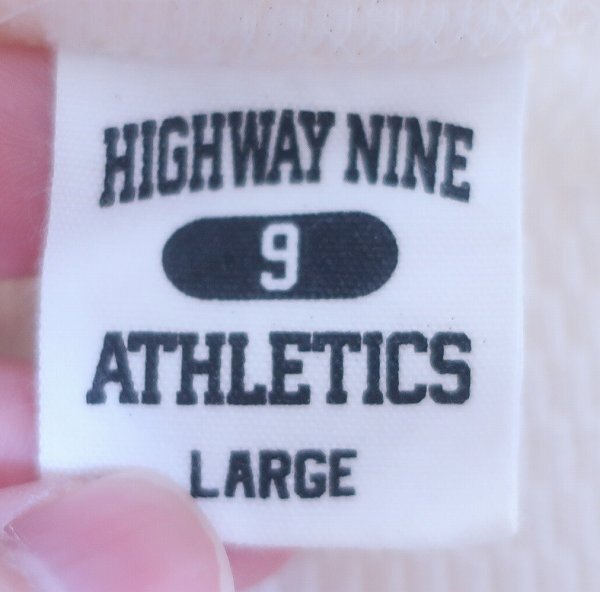 HIGHWAY NINE
9
ATHLETICS
LARGE